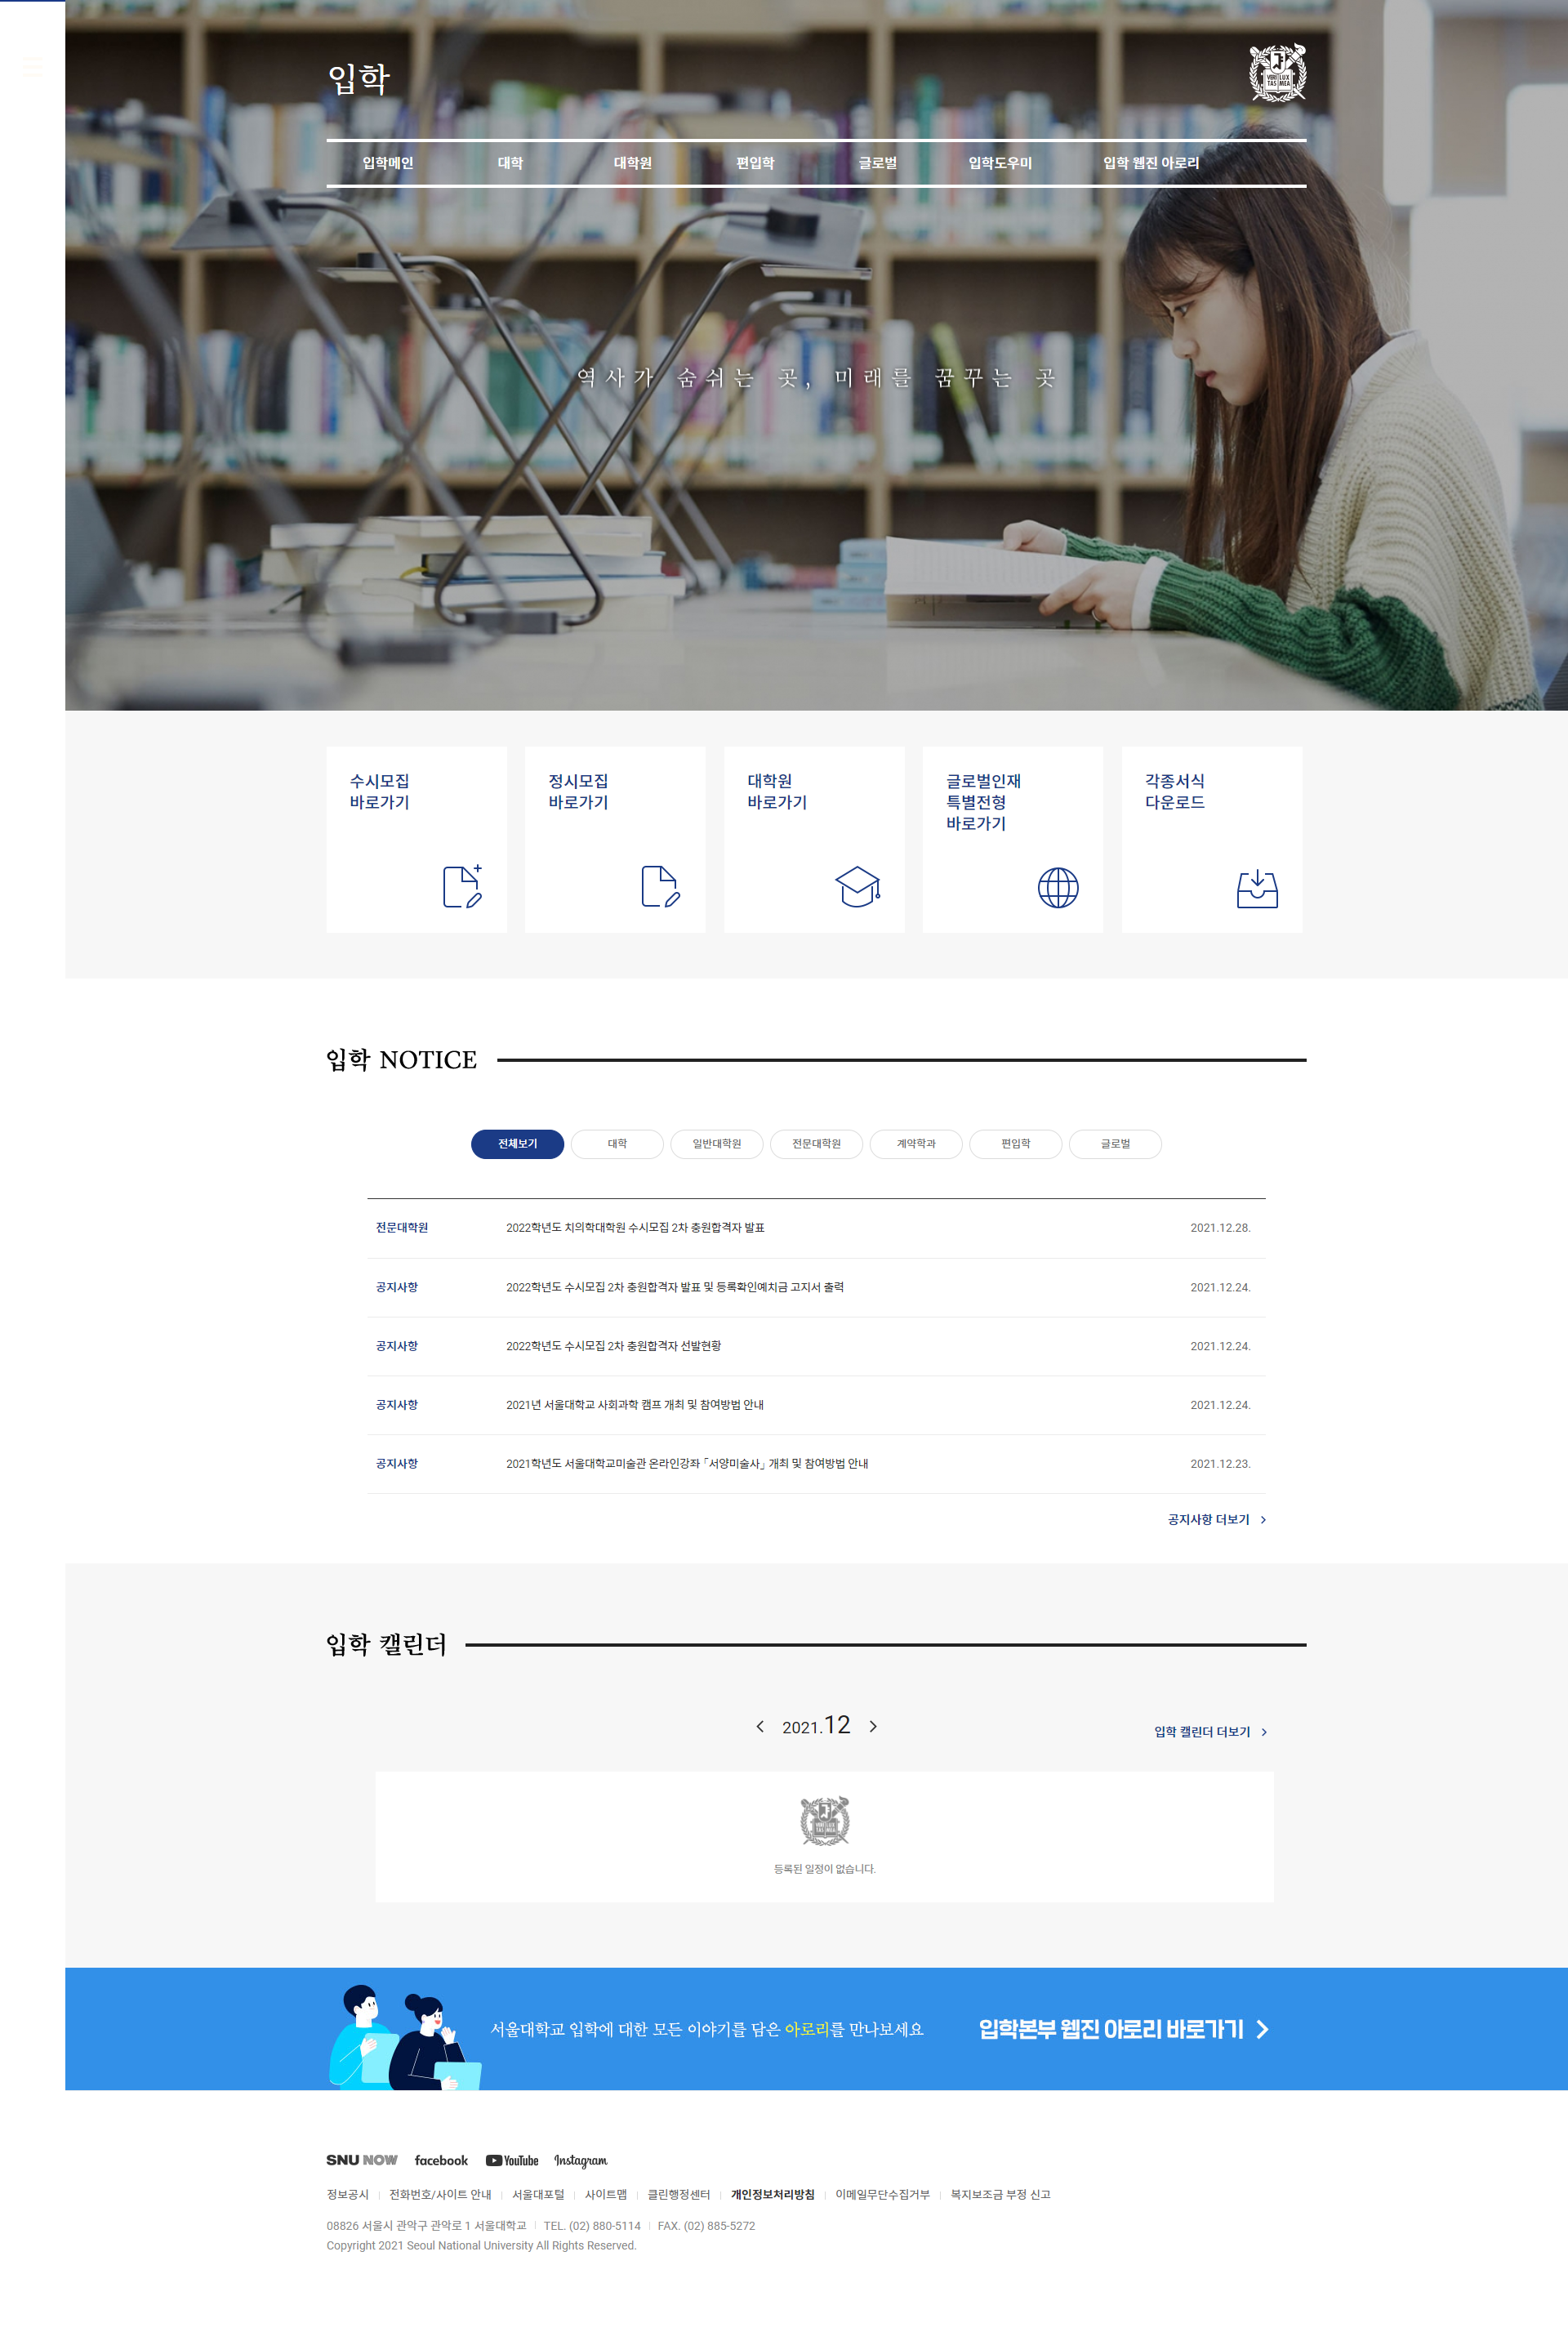 입학
VERI LUX
TAS MEA
입학메인 대학 대학원 편입학 글로벌 입학도우미 입학 웹진 아로리
역사가 숨쉬는 곳, 미래를 꿈꾸는 곳
수시모집
바로가기
정시모집
바로가기
대학원
바로가기
글로벌인재
특별전형
바로가기
각종서식
다운로드
입학 NOTICE
전체보기 대학 일반대학원 전문대학원 계약학과 편입학 글로벌
전문대학원 2022학년도 치의학대학원 수시모집 2차 충원합격자 발표 2021.12.28.
공지사항 2022학년도 수시모집 2차 충원합격자 발표 및 등록확인예치금 고지서 출력 2021.12.24.
공지사항 2022학년도 수시모집 2차 충원합격자 선발현황 2021.12.24.
공지사항 2021년 서울대학교 사회과학 캠프 개최 및 참여방법 안내 2021.12.24.
공지사항 2021학년도 서울대학교미술관 온라인강좌 「서양미술사」 개최 및 참여방법 안내 2021.12.23.
공지사항 더보기
입학 캘린더
2021.12
입학 캘린더 더보기
등록된 일정이 없습니다.
서울대학교 입학에 대한 모든 이야기를 담은 아로리를 만나보세요 입학본부 웹진 아로리 바로가기
SNU NOW facebook YouTube Instagram
정보공시 전화번호/사이트 안내 서울대포털 사이트맵 클린행정센터 개인정보처리방침 이메일무단수집거부 복지보조금 부정 신고
08826 서울시 관악구 관악로 1 서울대학교 TEL. (02) 880-5114 FAX. (02) 885-5272
Copyright 2021 Seoul National University All Rights Reserved.